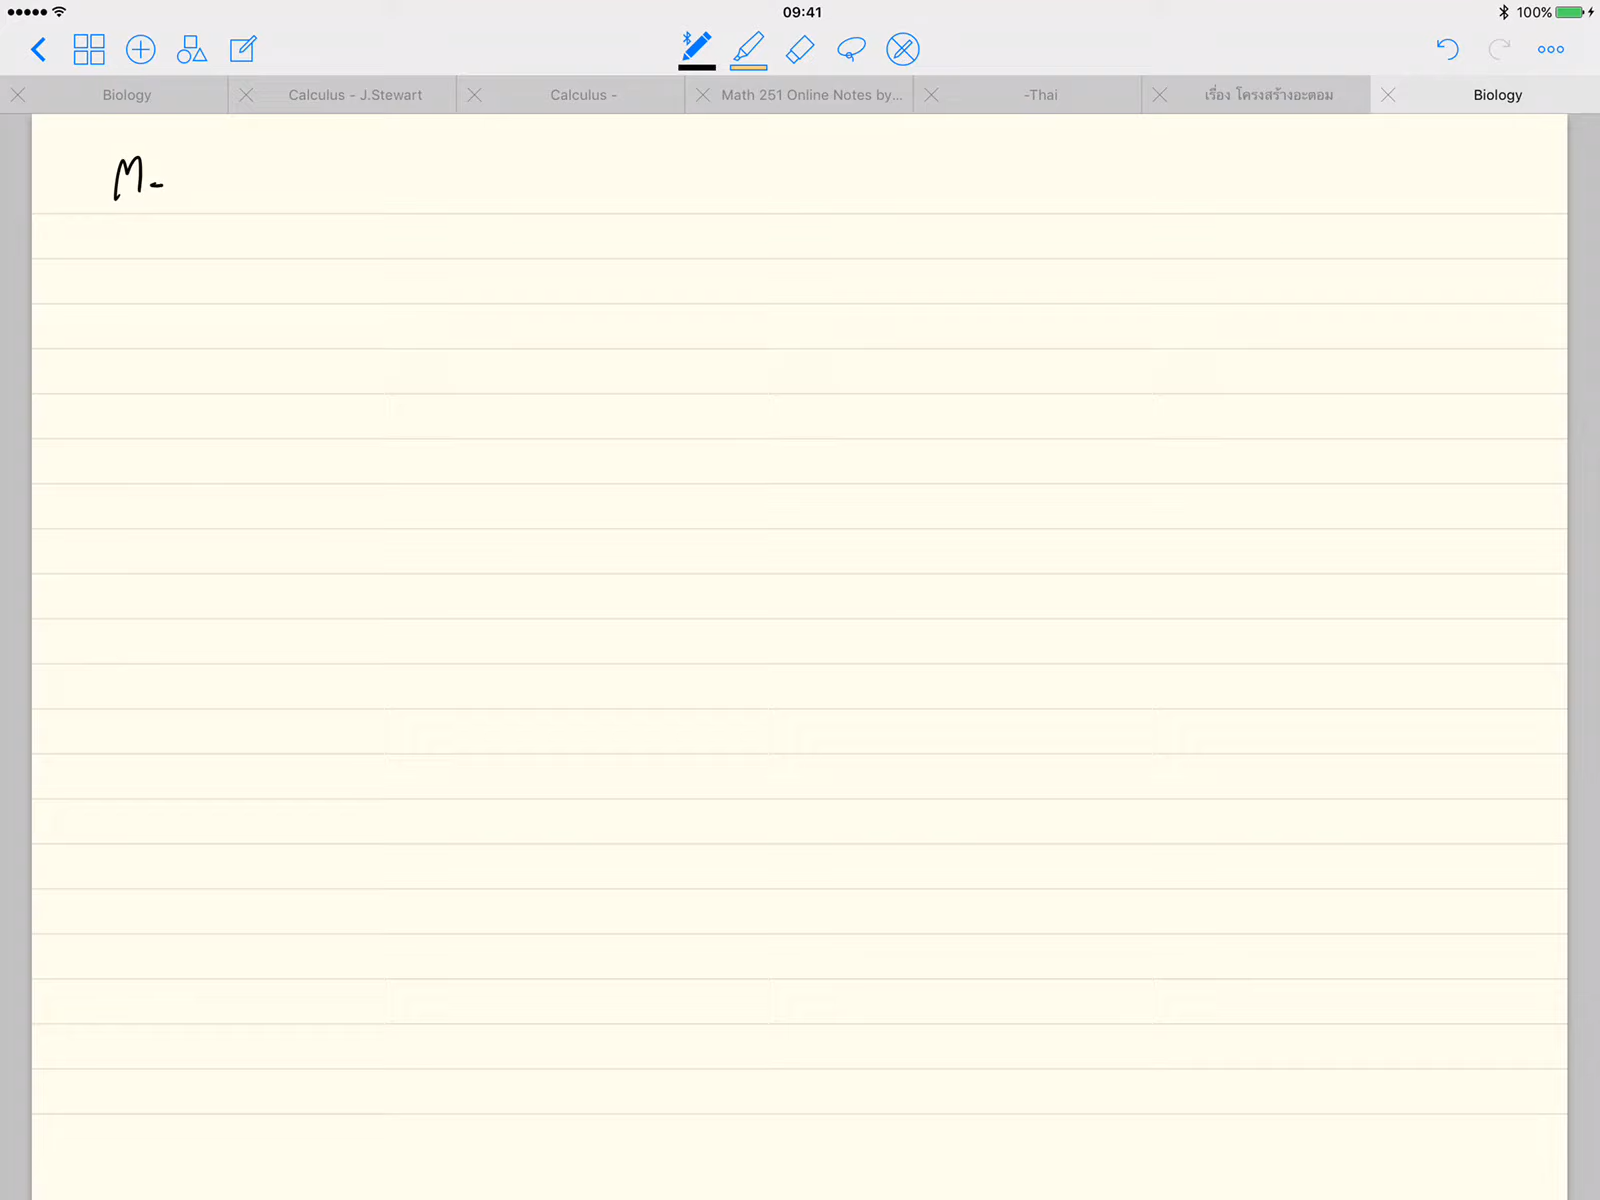 09:41
100%
Biology
Calculus - J.Stewart
Calculus -
Math 251 Online Notes by...
-Thai
เรื่อง โครงสร้างอะตอม
Biology
M-